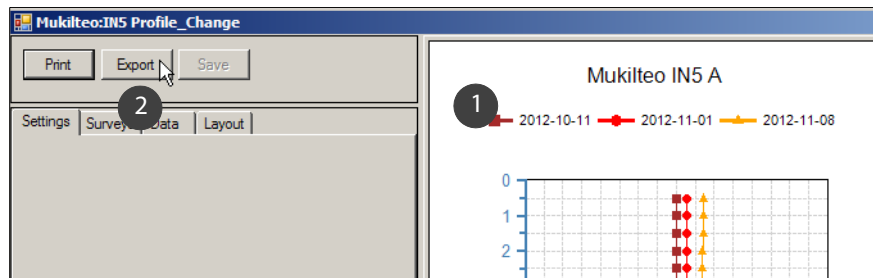 Mukilteo:IN5 Profile_Change
Print Export Save
2
Settings Surveys Data Layout
Mukilteo IN5 A
1
2012-10-11 2012-11-01 2012-11-08
0
1
2